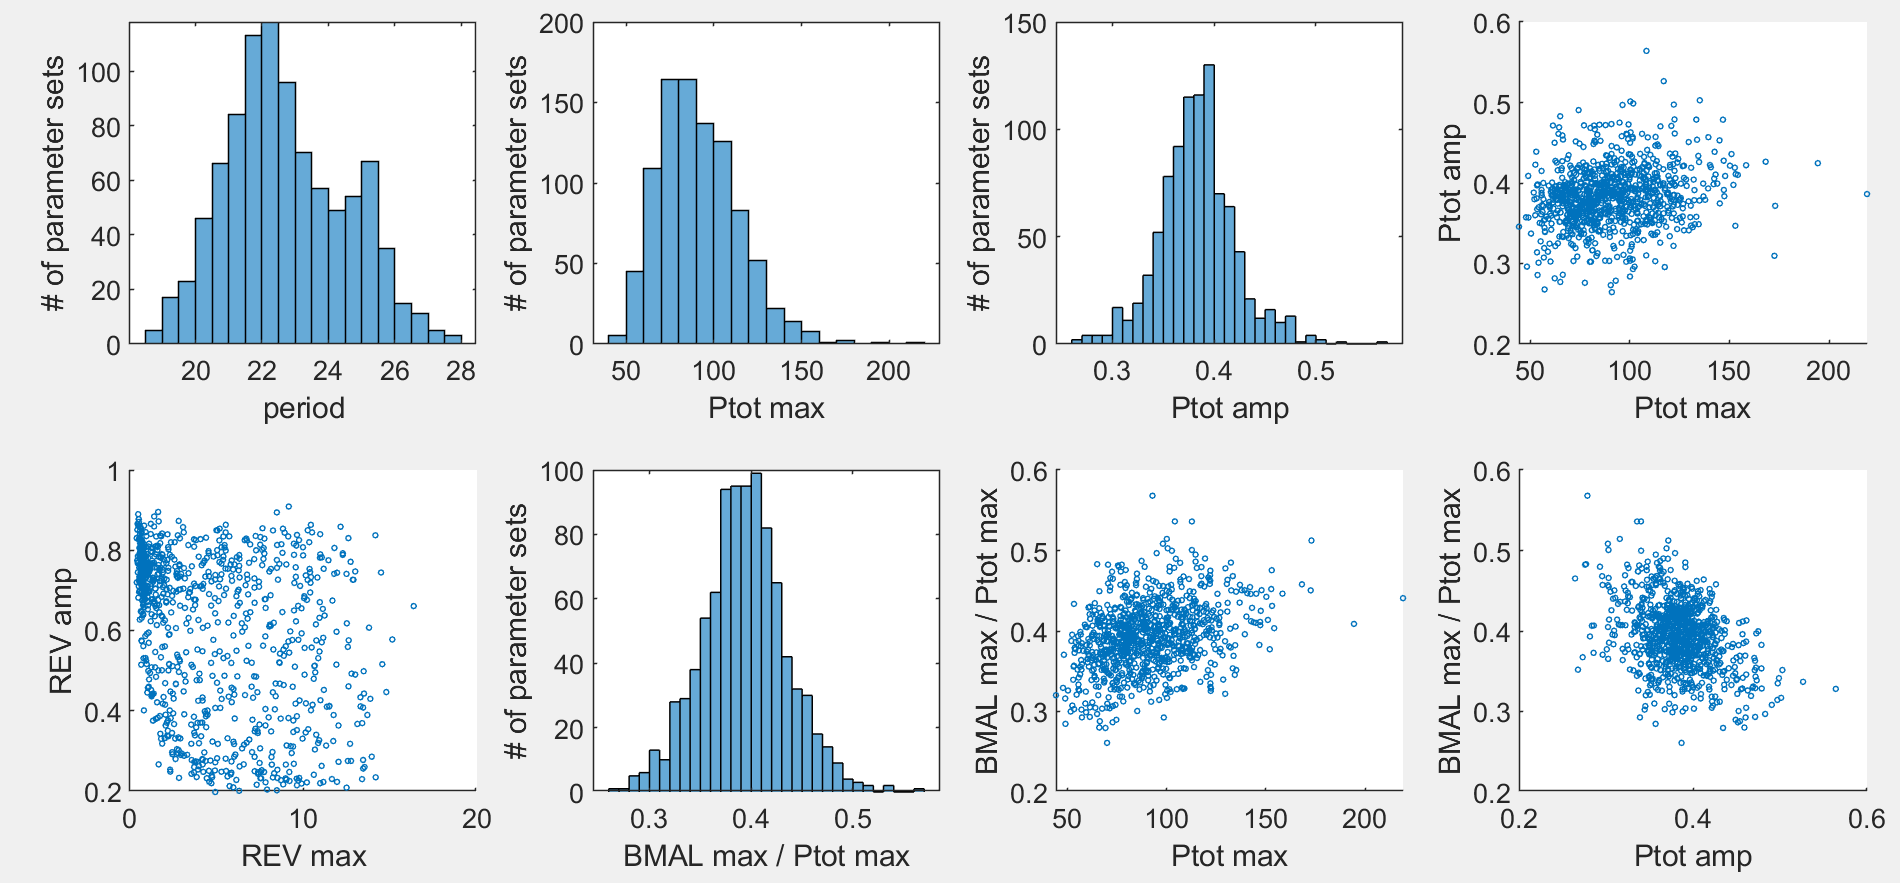 # of parameter sets
100
80
60
40
20
0
20 22 24 26 28
period
# of parameter sets
200
150
100
50
0
50 100 150 200
Ptot max
# of parameter sets
150
100
50
0
0.3 0.4 0.5
Ptot amp
Ptot amp
0.6
0.5
0.4
0.3
0.2
50 100 150 200
Ptot max
REV amp
1
0.8
0.6
0.4
0.2
0 10 20
REV max
# of parameter sets
100
80
60
40
20
0
0.3 0.4 0.5
BMAL max / Ptot max
BMAL max / Ptot max
0.6
0.5
0.4
0.3
0.2
50 100 150 200
Ptot max
BMAL max / Ptot max
0.6
0.5
0.4
0.3
0.2
0.2 0.4 0.6
Ptot amp